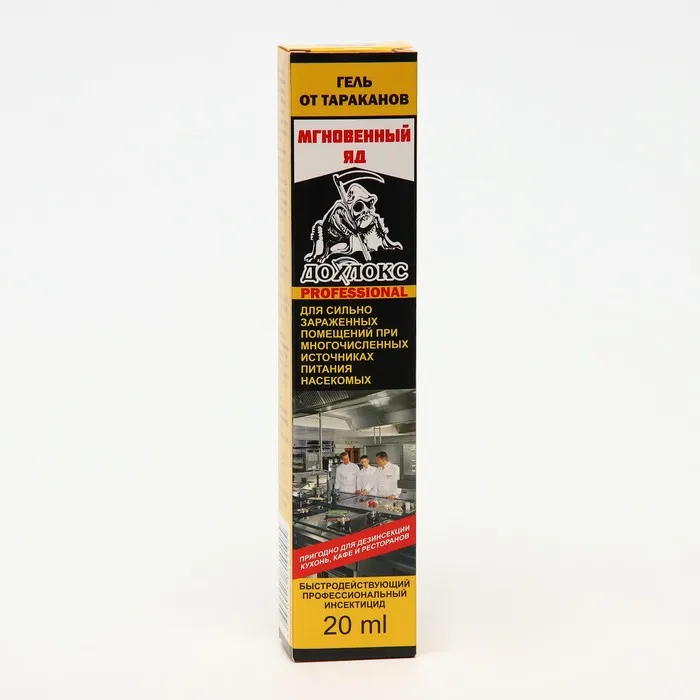 ГЕЛЬ
ОТ ТАРАКАНОВ
МГНОВЕННЫЙ
ЯД
ДОХЛОКС
PROFESSIONAL
ДЛЯ СИЛЬНО
ЗАРАЖЕННЫХ
ПОМЕЩЕНИЙ ПРИ
МНОГОЧИСЛЕННЫХ
ИСТОЧНИКАХ
ПИТАНИЯ
НАСЕКОМЫХ
ПРИГОДНО ДЛЯ ДЕЗИНСЕКЦИИ
КУХОНЬ, КАФЕ И РЕСТОРАНОВ
БЫСТРОДЕЙСТВУЮЩИЙ
ПРОФЕССИОНАЛЬНЫЙ
ИНСЕКТИЦИД
20 ml